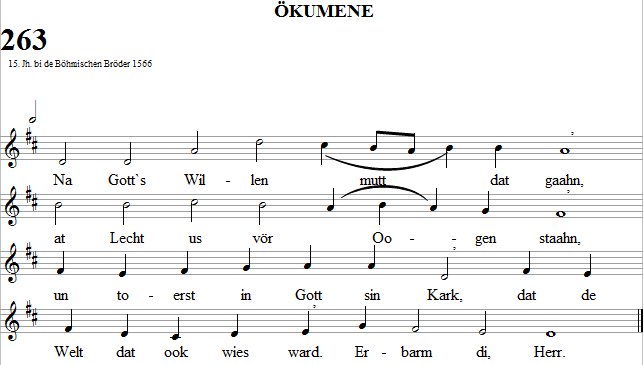 ÖKUMENE
263
15. Jh. bi de Böhmischen Bröder 1566
Na Gott`s Wil - len mutt dat gaahn,
at Lecht us vör Oo - - gen staahn,
un to - erst in Gott sin Kark, dat de
Welt dat ook wies ward. Er - barm di, Herr.